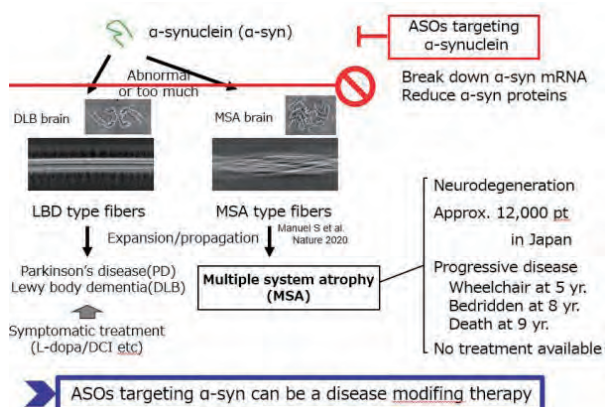 α-synuclein (α-syn)
ASOs targeting
α-synuclein
Abnormal
or too much
Break down α-syn mRNA
Reduce α-syn proteins
DLB brain
MSA brain
LBD type fibers
MSA type fibers
Expansion/propagation
Manuel S et al.
Nature 2020
Parkinson's disease(PD)
Lewy body dementia(DLB)
Symptomatic treatment
(L-dopa/DCI etc)
Multiple system atrophy
(MSA)
Neurodegeneration
Approx. 12,000 pt
in Japan
Progressive disease
Wheelchair at 5 yr.
Bedridden at 8 yr.
Death at 9 yr.
No treatment available
ASOs targeting α-syn can be a disease modifing therapy